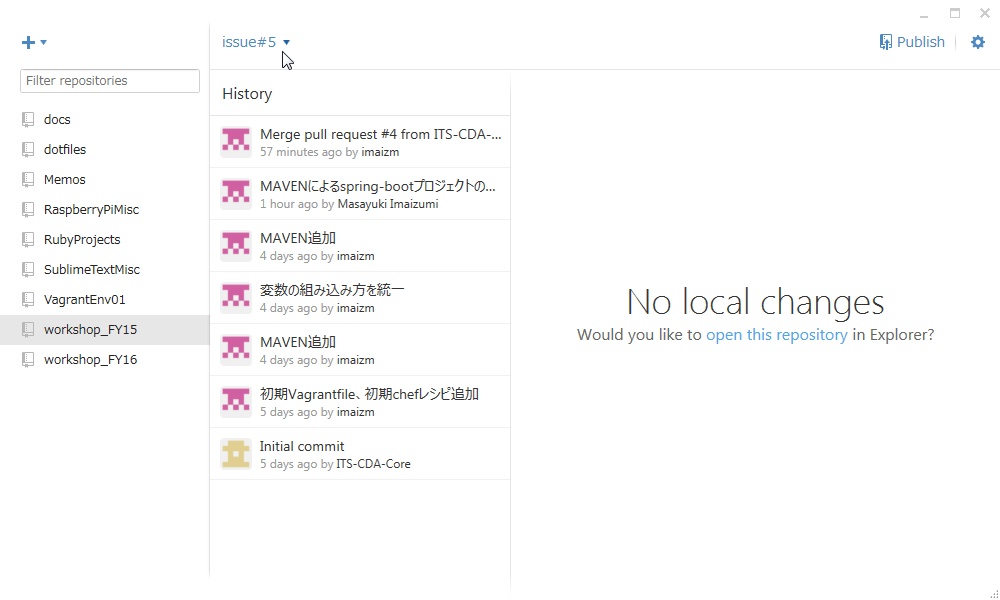 issue#5
Publish
Filter repositories
docs
dotfiles
Memos
RaspberryPiMisc
RubyProjects
SublimeTextMisc
VagrantEnv01
workshop_FY15
workshop_FY16
History
Merge pull request #4 from ITS-CDA-...
57 minutes ago by imaizm
MAVENによるspring-bootプロジェクトの...
1 hour ago by Masayuki Imaizumi
MAVEN追加
4 days ago by imaizm
変数の組み込み方を統一
4 days ago by imaizm
MAVEN追加
4 days ago by imaizm
初期Vagrantfile、初期chefレシピ追加
5 days ago by imaizm
Initial commit
5 days ago by ITS-CDA-Core
No local changes
Would you like to open this repository in Explorer?